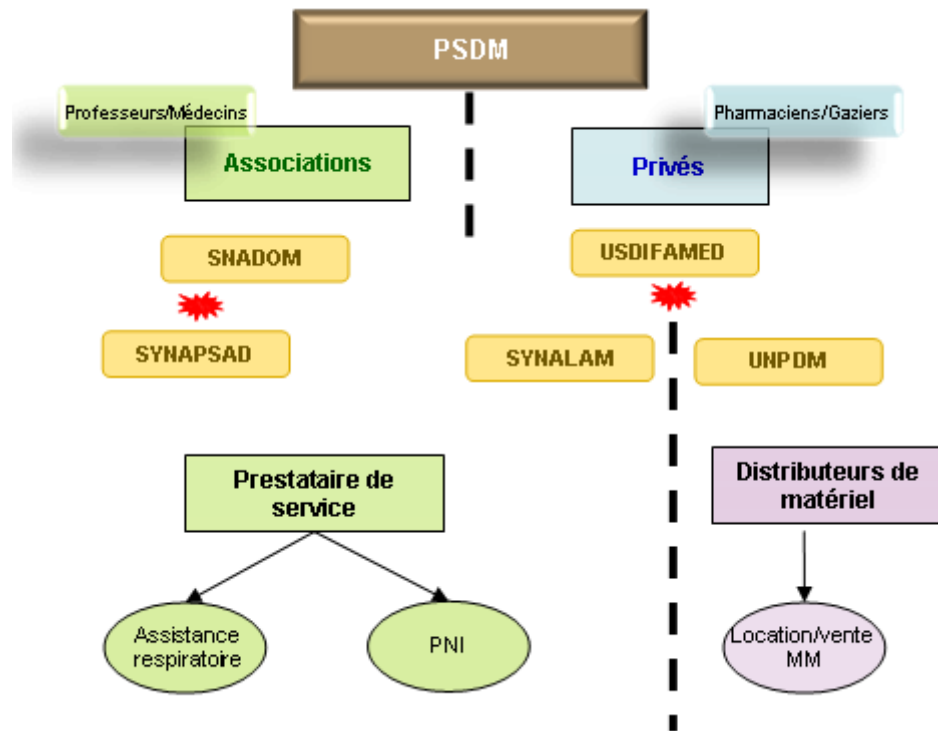 PSDM
Professeurs/Médecins
Pharmaciens/Gaziers
Associations
Privés
SNADOM
USDIFAMED
SYNAPSAD
SYNALAM
UNPDM
Prestataire de
service
Distributeurs de
matériel
Assistance
respiratoire
PNI
Location/vente
MM